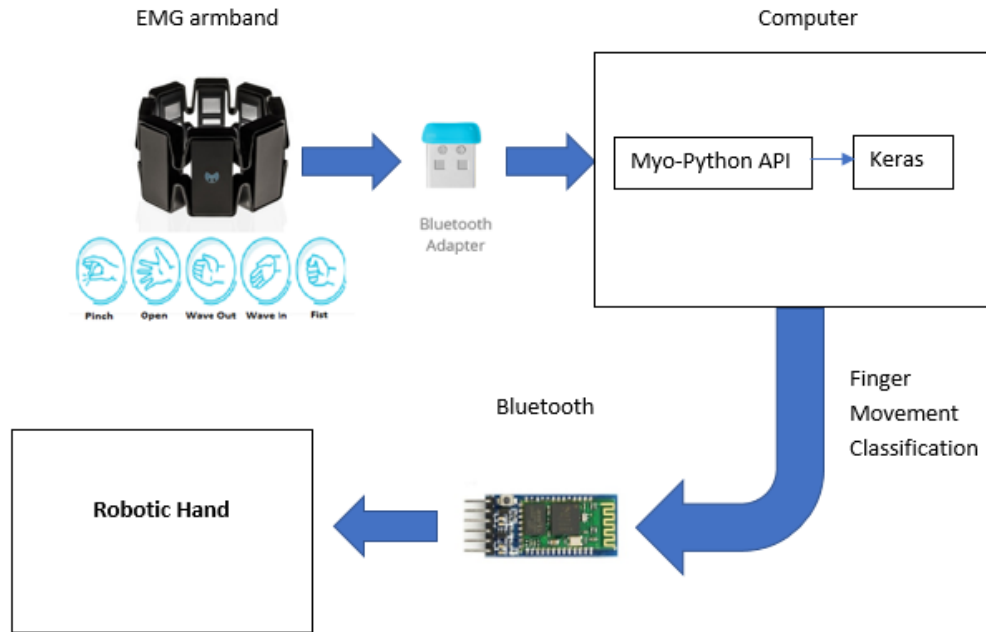 EMG armband
Computer
Myo-Python API
Keras
Bluetooth
Adapter
Pinch
Open
Wave Out
Wave In
Fist
Finger
Movement
Classification
Bluetooth
Robotic Hand